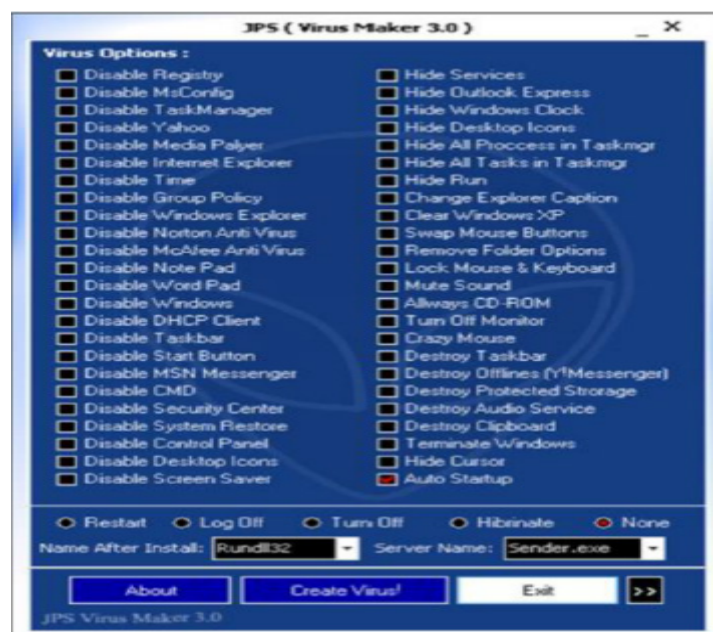 JPS ( Virus Maker 3.0 )
Virus Options :
Disable Registry
Disable MsConfig
Disable TaskManager
Disable Yahoo
Disable Media Palyer
Disable Internet Explorer
Disable Time
Disable Group Policy
Disable Windows Explorer
Disable Norton Anti Virus
Disable McAfee Anti Virus
Disable Note Pad
Disable Word Pad
Disable Windows
Disable DHCP Client
Disable Taskbar
Disable Start Button
Disable MSN Messenger
Disable CMD
Disable Security Center
Disable System Restore
Disable Control Panel
Disable Desktop Icons
Disable Screen Saver
Hide Services
Hide Outlook Express
Hide Windows Clock
Hide Desktop Icons
Hide All Proccess in Taskmgr
Hide All Tasks in Taskmgr
Hide Run
Change Explorer Caption
Clear Windows XP
Swap Mouse Buttons
Remove Folder Options
Lock Mouse & Keyboard
Mute Sound
Allways CD-ROM
Turn Off Monitor
Crazy Mouse
Destroy Taskbar
Destroy Offlines (Y!Messenger)
Destroy Protected Strorage
Destroy Audio Service
Destroy Clipboard
Terminate Windows
Hide Cursor
Auto Startup
Restart Log Off Turn Off Hibrinate None
Name After Install: Rundll32 Server Name: Sender.exe
About Create Virus! Exit >>
JPS Virus Maker 3.0